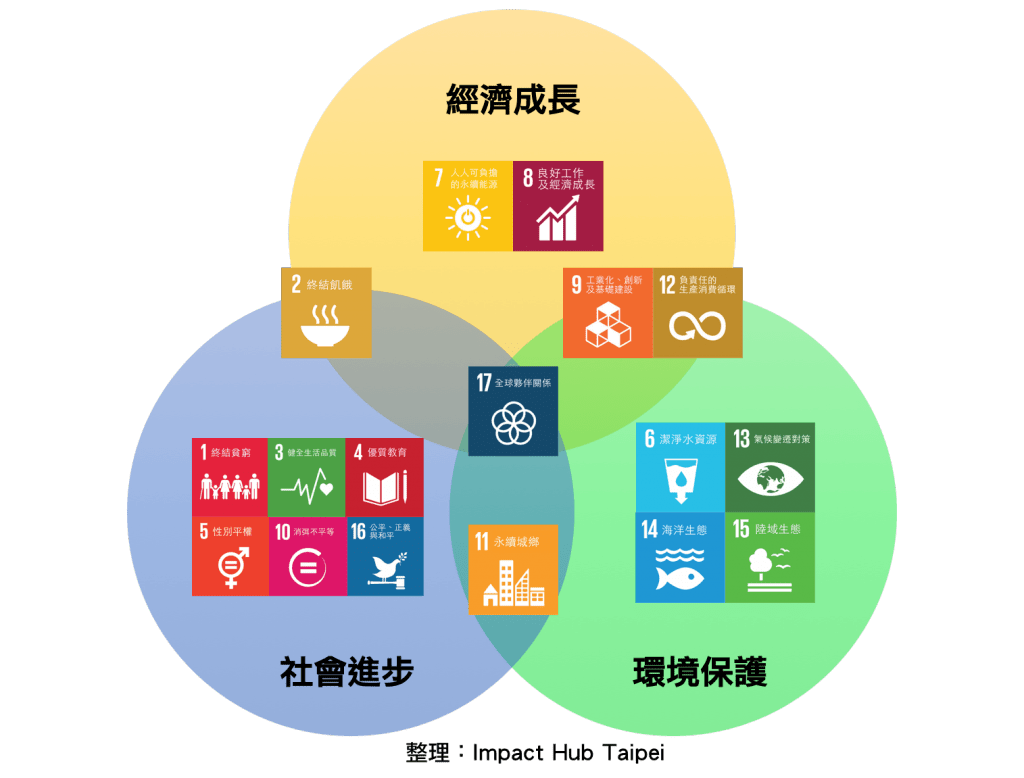 經濟成長
7 人人可負擔
的永續能源
8 良好工作
及經濟成長
2 終結飢餓
9 工業化、創新
及基礎建設
12 負責任的
生產消費循環
17 全球夥伴關係
1 終結貧窮
3 健全生活品質
4 優質教育
5 性別平權
10 消弭不平等
16 公平、正義
與和平
6 潔淨水資源
13 氣候變遷對策
14 海洋生態
15 陸域生態
11 永續城鄉
社會進步
環境保護
整理：Impact Hub Taipei